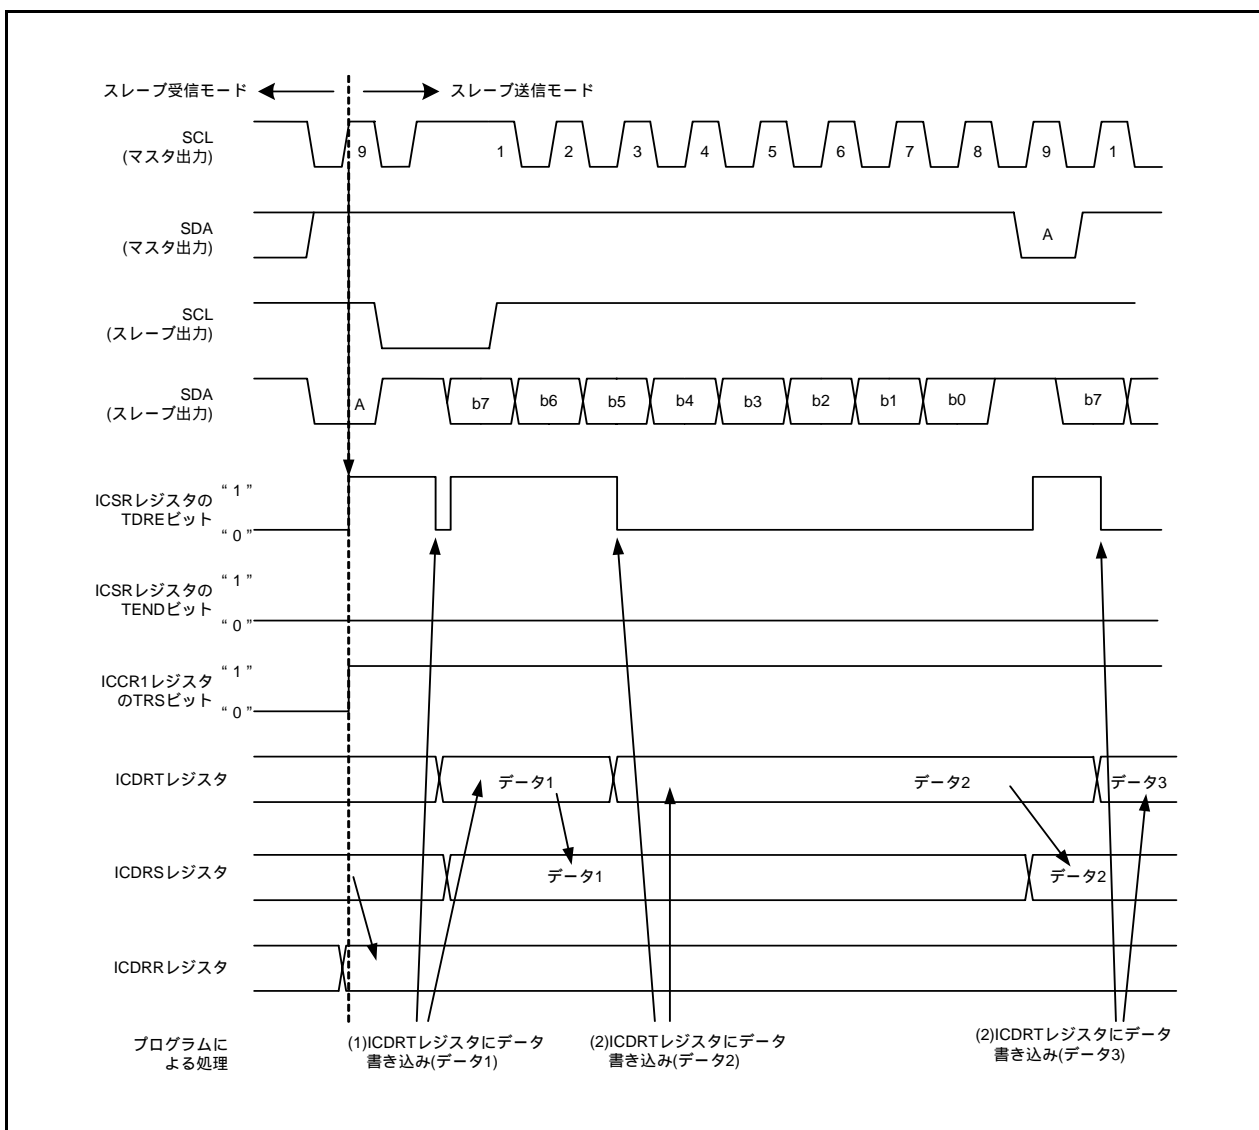 スレーブ受信モード
スレーブ送信モード
SCL
(マスタ出力)
9
1
2
3
4
5
6
7
8
9
1
SDA
(マスタ出力)
A
SCL
(スレーブ出力)
SDA
(スレーブ出力)
A
b7
b6
b5
b4
b3
b2
b1
b0
b7
ICSRレジスタの
TDREビット
“1”
“0”
ICSRレジスタの
TENDビット
“1”
“0”
ICCR1レジスタ
のTRSビット
“1”
“0”
ICDRTレジスタ
データ1
データ2
データ3
ICDRSレジスタ
データ1
データ2
ICDRRレジスタ
プログラムに
よる処理
(1)ICDRTレジスタにデータ
書き込み(データ1)
(2)ICDRTレジスタにデータ
書き込み(データ2)
(2)ICDRTレジスタにデータ
書き込み(データ3)